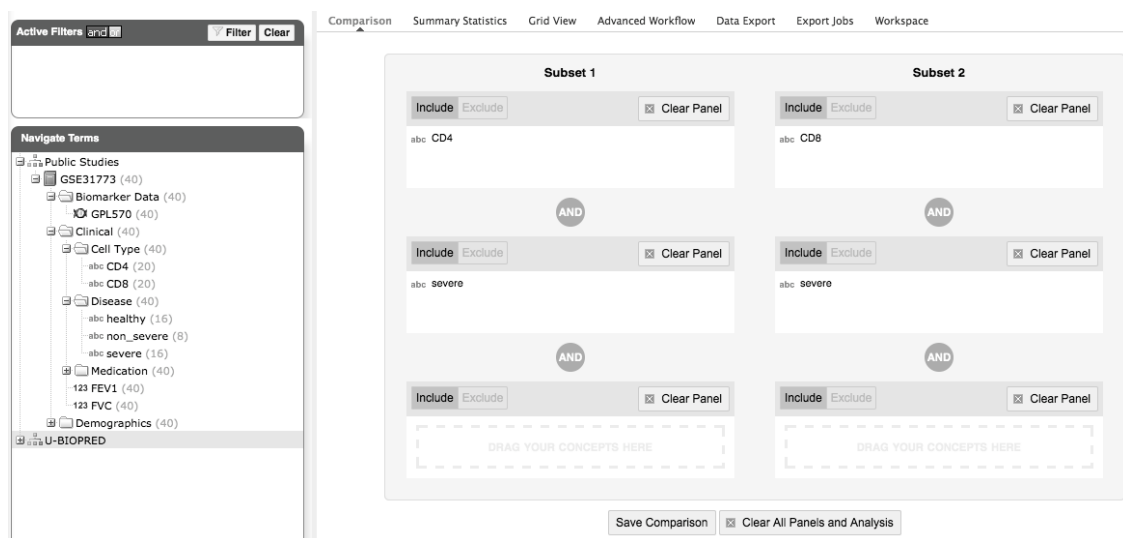 Active Filters and or Filter Clear
Navigate Terms
Public Studies
GSE31773 (40)
Biomarker Data (40)
GPL570 (40)
Clinical (40)
Cell Type (40)
abc CD4 (20)
abc CD8 (20)
Disease (40)
abc healthy (16)
abc non_severe (8)
abc severe (16)
Medication (40)
123 FEV1 (40)
123 FVC (40)
Demographics (40)
U-BIOPRED
Comparison Summary Statistics Grid View Advanced Workflow Data Export Export Jobs Workspace
Subset 1 Subset 2
Include Exclude Clear Panel Include Exclude Clear Panel
abc CD4 abc CD8
AND AND
Include Exclude Clear Panel Include Exclude Clear Panel
abc severe abc severe
AND AND
Include Exclude Clear Panel Include Exclude Clear Panel
DRAG YOUR CONCEPTS HERE DRAG YOUR CONCEPTS HERE
Save Comparison Clear All Panels and Analysis